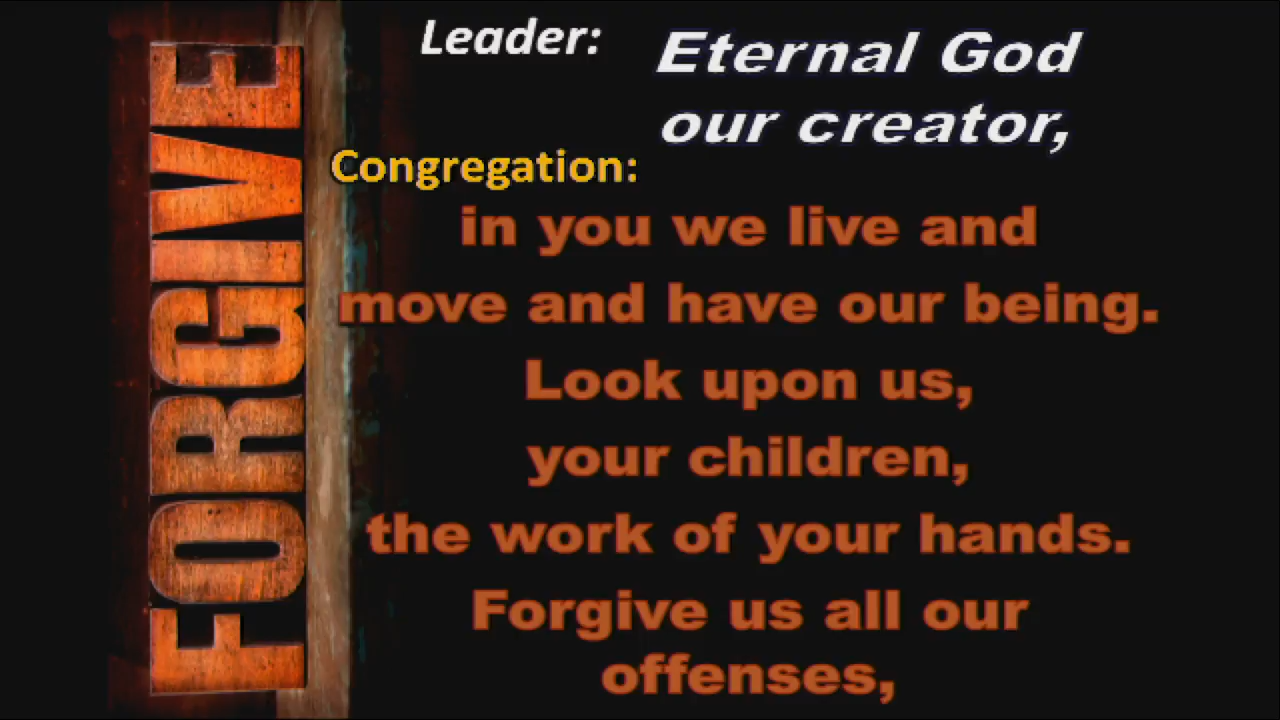 FORGIVE
Leader:
Eternal God
our creator,
Congregation:
in you we live and
move and have our being.
Look upon us,
your children,
the work of your hands.
Forgive us all our
offenses,